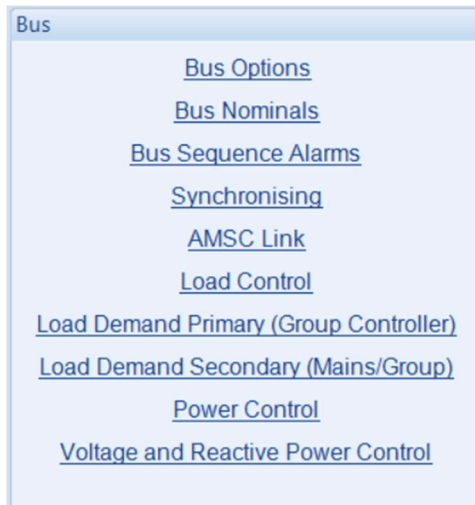 Bus
Bus Options
Bus Nominals
Bus Sequence Alarms
Synchronising
AMSC Link
Load Control
Load Demand Primary (Group Controller)
Load Demand Secondary (Mains/Group)
Power Control
Voltage and Reactive Power Control